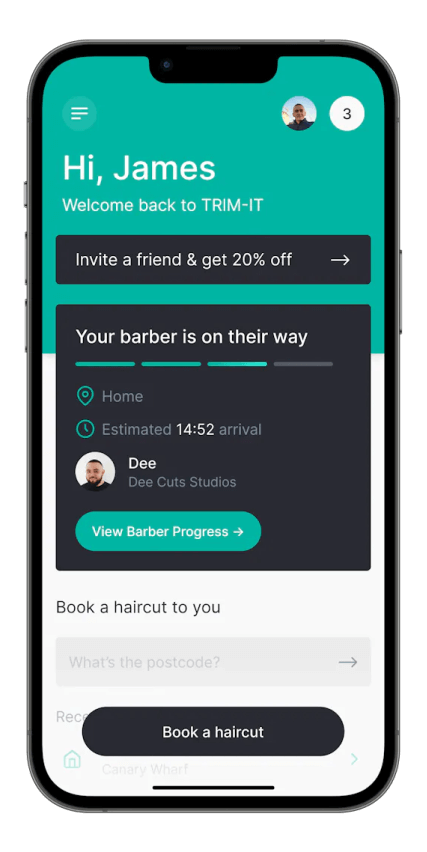 3
Hi, James
Welcome back to TRIM-IT
Invite a friend & get 20% off →
Your barber is on their way
Home
Estimated 14:52 arrival
Dee
Dee Cuts Studios
View Barber Progress →
Book a haircut to you
What's the postcode? →
Book a haircut
Canary Wharf